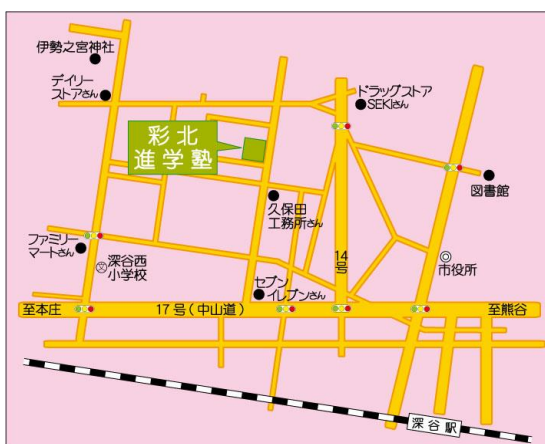 伊勢之宮神社
デイリー
ストアさん
ドラッグストア
SEKIさん
彩北
進学塾
図書館
久保田
工務所さん
ファミリー
マートさん
深谷西
小学校
14号
市役所
セブン
イレブンさん
至本庄
17号(中山道)
至熊谷
深谷駅